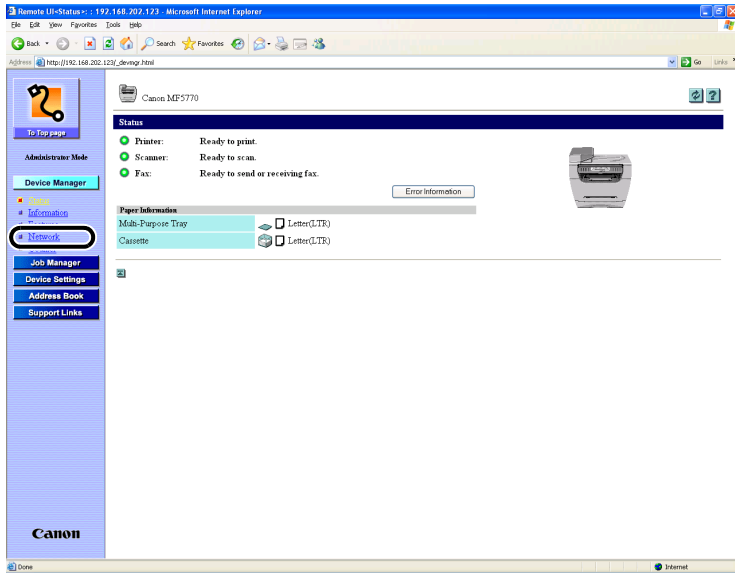 Remote UI<Status>: : 192.168.202.123 - Microsoft Internet Explorer
File Edit View Favorites Tools Help
Back Search Favorites
Address http://192.168.202.123/_devmgr.html Go Links
Canon MF5770
To Top page
Status
Printer: Ready to print.
Administrator Mode
Scanner: Ready to scan.
Fax: Ready to send or receiving fax.
Device Manager
Error Information
Status
Information
Paper Information
Multi-Purpose Tray Letter(LTR)
Network
Cassette Letter(LTR)
Job Manager
Device Settings
Address Book
Support Links
Canon
Done Internet